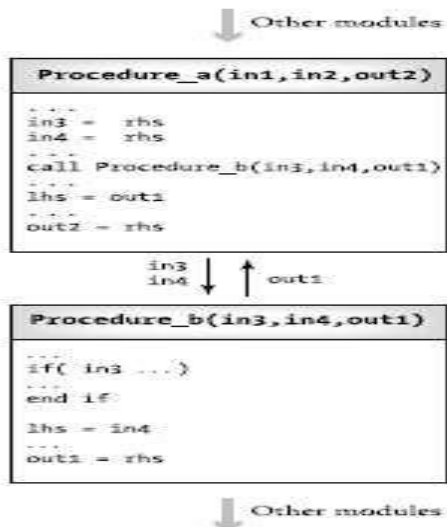 Other modules
Procedure_a(in1,in2,out2)
...
in3 = rhs
in4 = rhs
...
call Procedure_b(in3,in4,out1)
...
lhs = out1
...
out2 = rhs
in3
in4
out1
Procedure_b(in3,in4,out1)
...
if( in3 ...)
...
end if
lhs = in4
...
out1 = rhs
Other modules